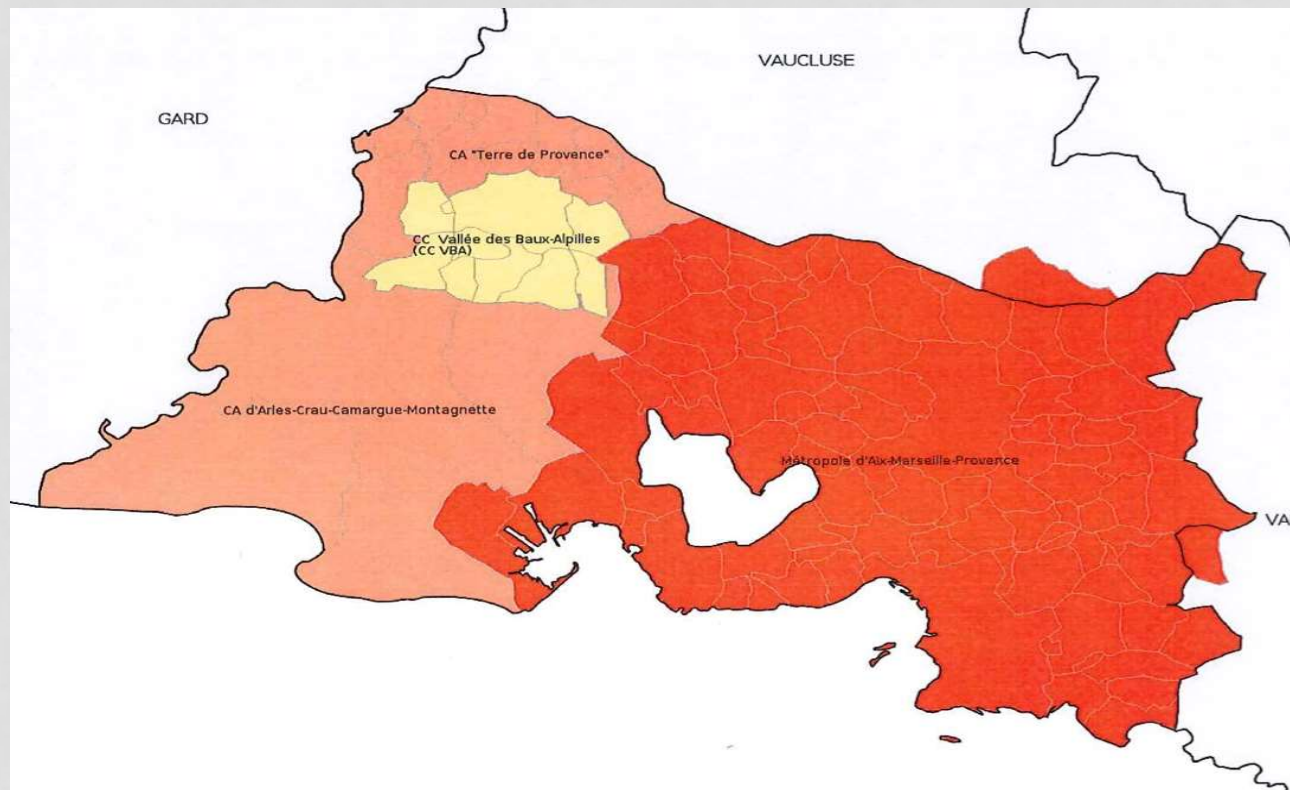 VAUCLUSE
GARD
CA "Terre de Provence"
CC Vallée des Baux-Alpilles
(CC VBA)
CA d'Arles-Crau-Camargue-Montagnette
Métropole d'Aix-Marseille-Provence
VA